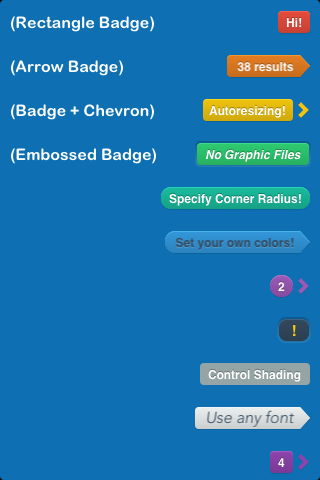 (Rectangle Badge) Hi!
(Arrow Badge) 38 results
(Badge + Chevron) Autoresizing!
(Embossed Badge) No Graphic Files
Specify Corner Radius!
Set your own colors!
2
!
Control Shading
Use any font
4